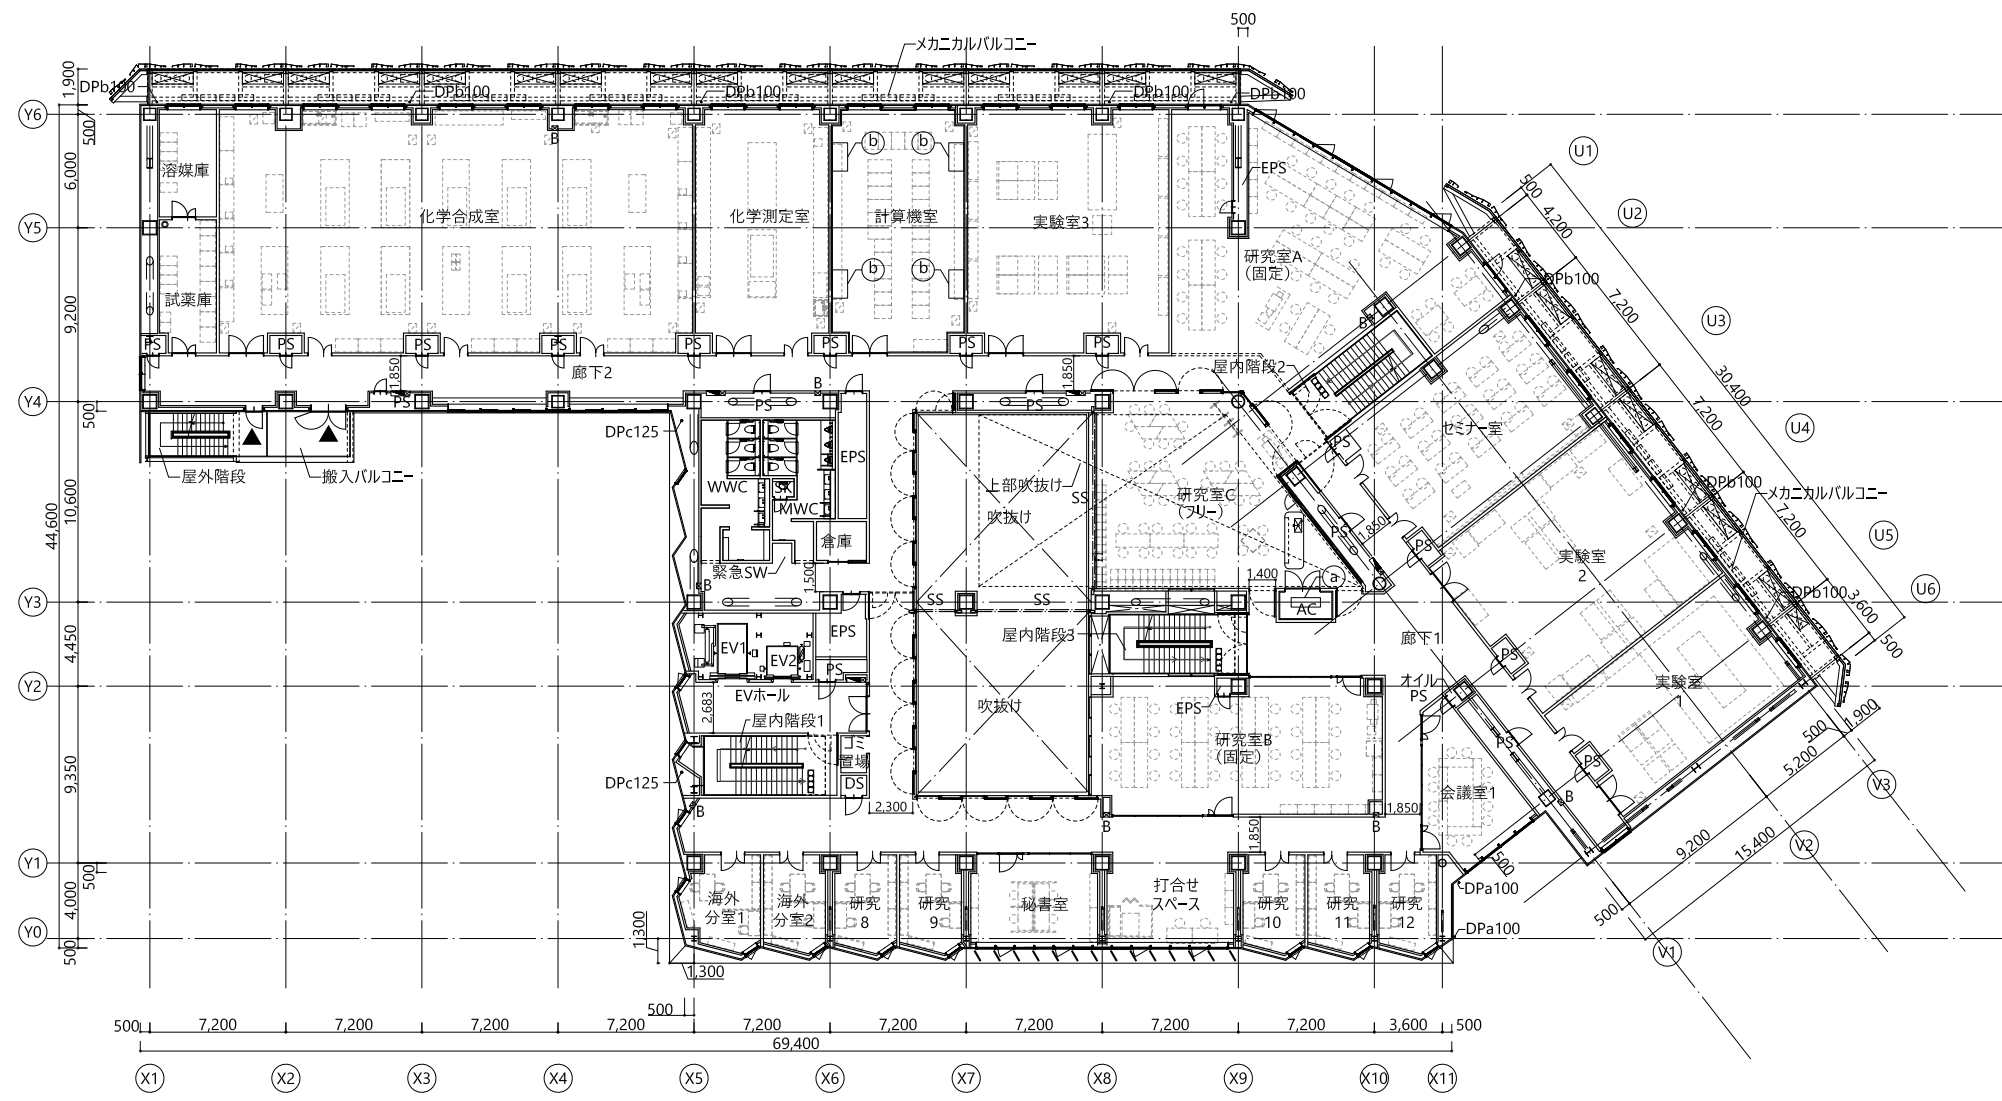 500
メカニカルバルコニー
1,900
DPb100
DPb100
DPb100
DPb100
DPb100
Y6
500
B
溶媒庫
b
b
EPS
U1
6,000
500
4,200
U2
化学合成室
化学測定室
計算機室
実験室3
Y5
研究室A
(固定)
b
b
DPb100
試薬庫
9,200
7,200
U3
B
PS
PS
PS
PS
PS
PS
PS
PS
廊下2
1,850
1,850
屋内階段2
30,400
B
Y4
PS
PS
PS
500
7,200
U4
DPc125
セミナー室
PS
屋外階段
搬入バルコニー
EPS
上部吹抜け
WWC
SK
SS
研究室C
(フリー)
DPb100
メカニカルバルコニー
MWC
吹抜け
10,600
44,600
PS
1,850
7,200
U5
倉庫
PS
実験室
2
緊急SW
1,500
1,400
a
B
U6
Y3
SS
SS
AC
DPb100
3,600
500
EPS
屋内階段3
廊下1
4,450
EV1
EV2
PS
PS
オイル
PS
実験室
1
Y2
EVホール
2,683
屋内階段1
吹抜け
EPS
1,900
500
研究室B
(固定)
PS
ゴミ
置場
PS
5,200
9,350
DPc125
DS
V3
会議室1
B
2,300
1,850
B
B
B
1,850
9,200
15,400
V2
Y1
500
500
DPa100
4,000
海外
分室1
海外
分室2
研究
8
研究
9
秘書室
打合せ
スペース
研究
10
研究
11
研究
12
500
Y0
1,300
DPa100
500
V1
1,300
500
500
7,200
7,200
7,200
7,200
7,200
7,200
7,200
7,200
7,200
3,600
500
69,400
X1
X2
X3
X4
X5
X6
X7
X8
X9
X10
X11